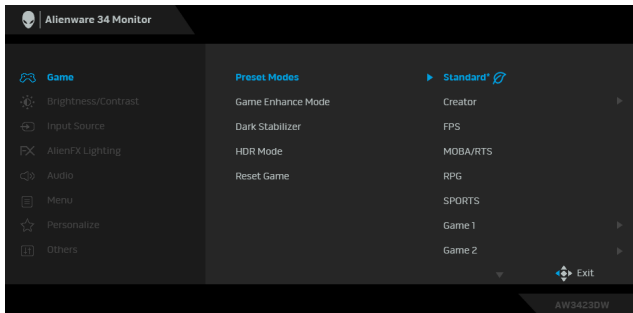 Alienware 34 Monitor
Game Preset Modes Standard*
Brightness/Contrast Game Enhance Mode Creator
Input Source Dark Stabilizer FPS
FX AlienFX Lighting HDR Mode MOBA/RTS
Audio Reset Game RPG
Menu SPORTS
Personalize Game 1
Others Game 2
Exit
AW3423DW